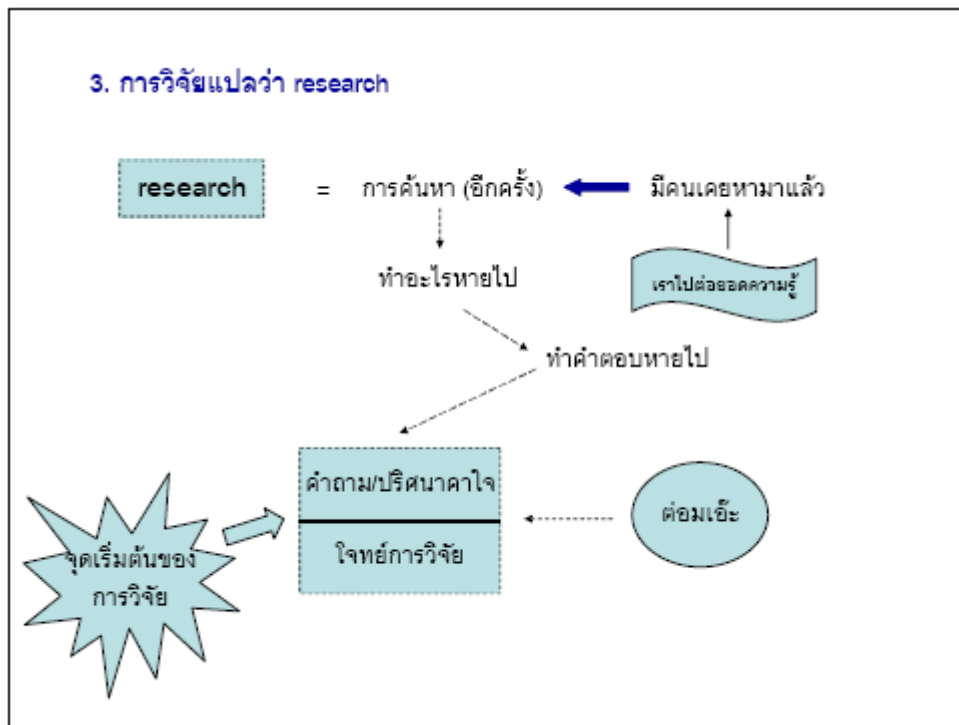 3. การวิจัยแปลว่า research
research = การค้นหา (อีกครั้ง) มีคนเคยหามาแล้ว
ทำอะไรหายไป
เราไปต่อยอดความรู้
ทำคำตอบหายไป
คำถาม/ปริศนาคาใจ
โจทย์การวิจัย
ต่อมเอ๊ะ
จุดเริ่มต้นของ
การวิจัย